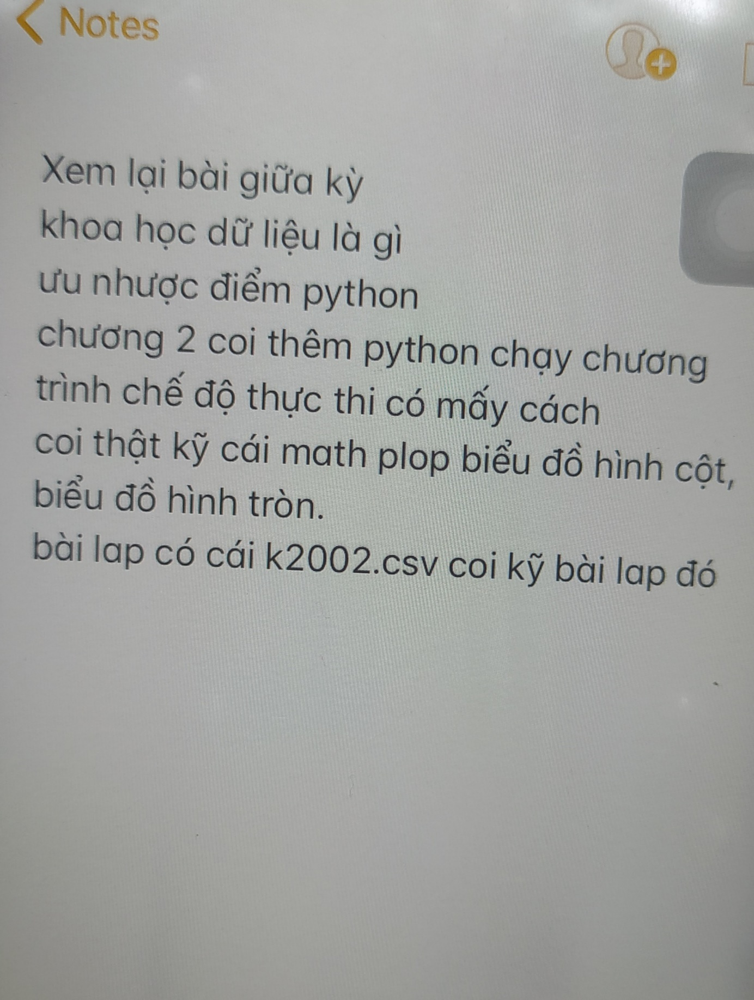 Notes
Xem lại bài giữa kỳ
khoa học dữ liệu là gì
ưu nhược điểm python
chương 2 coi thêm python chạy chương
trình chế độ thực thi có mấy cách
coi thật kỹ cái math plop biểu đồ hình cột,
biểu đồ hình tròn.
bài lap có cái k2002.csv coi kỹ bài lap đó